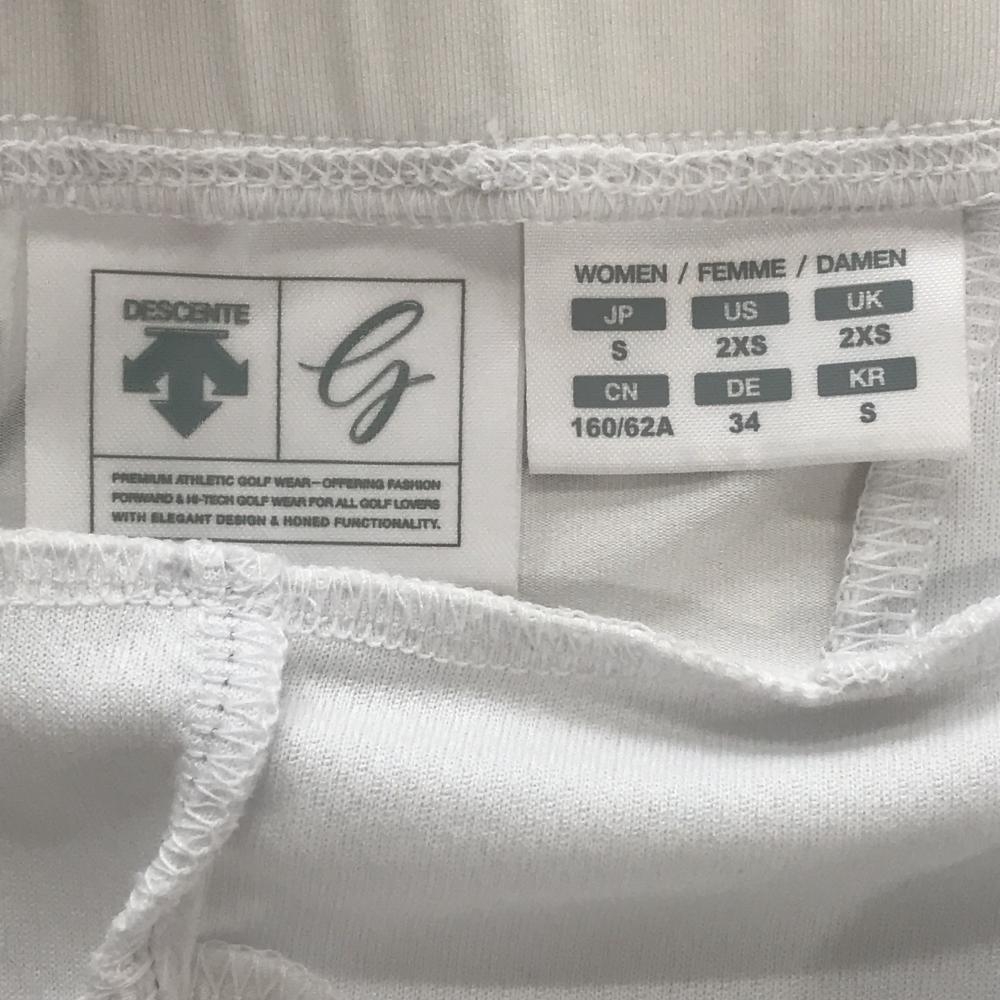 DESCENTE
G
PREMIUM ATHLETIC GOLF WEAR—OFFERING FASHION
FORWARD & HI-TECH GOLF WEAR FOR ALL GOLF LOVERS
WITH ELEGANT DESIGN & HONED FUNCTIONALITY.
WOMEN / FEMME / DAMEN
JP US UK
S 2XS 2XS
CN DE KR
160/62A 34 S